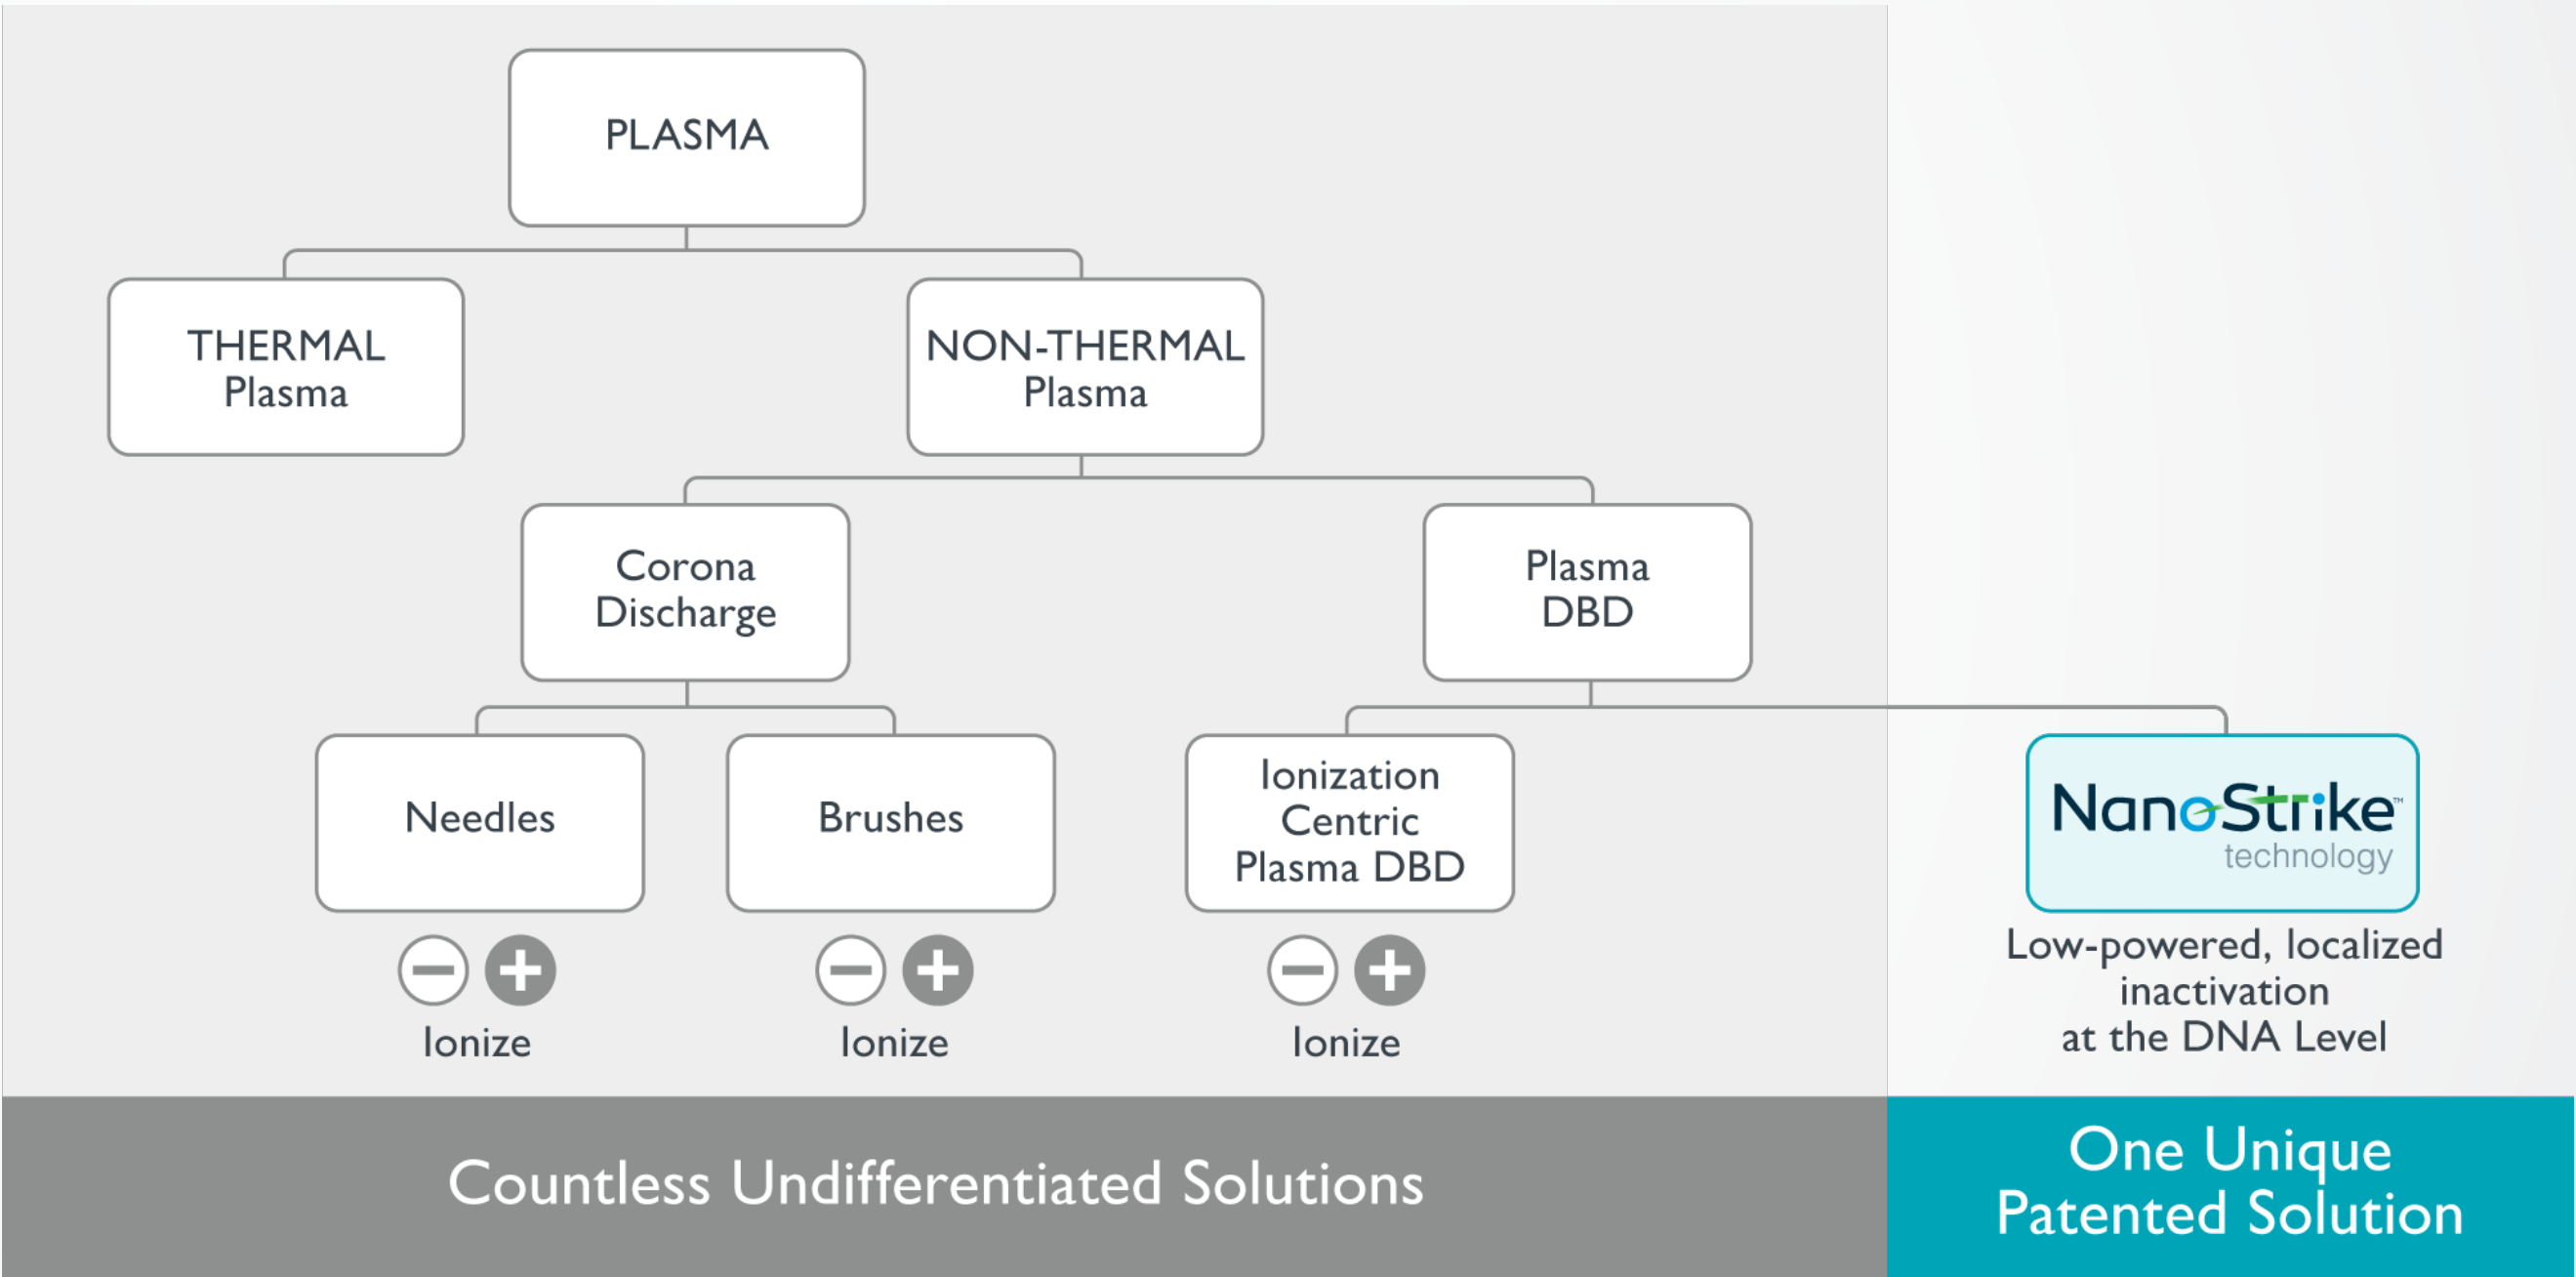 PLASMA
THERMAL
Plasma
NON-THERMAL
Plasma
Corona
Discharge
Plasma
DBD
Needles
Brushes
Ionization
Centric
Plasma DBD
NanoStrike™
technology
Ionize
Ionize
Ionize
Low-powered, localized
inactivation
at the DNA Level
Countless Undifferentiated Solutions
One Unique
Patented Solution